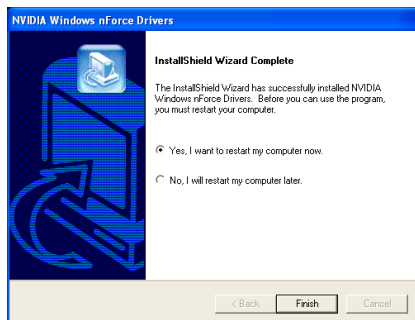 NVIDIA Windows nForce Drivers
InstallShield Wizard Complete
The InstallShield Wizard has successfully installed NVIDIA
Windows nForce Drivers. Before you can use the program,
you must restart your computer.
Yes, I want to restart my computer now.
No, I will restart my computer later.
< Back
Finish
Cancel